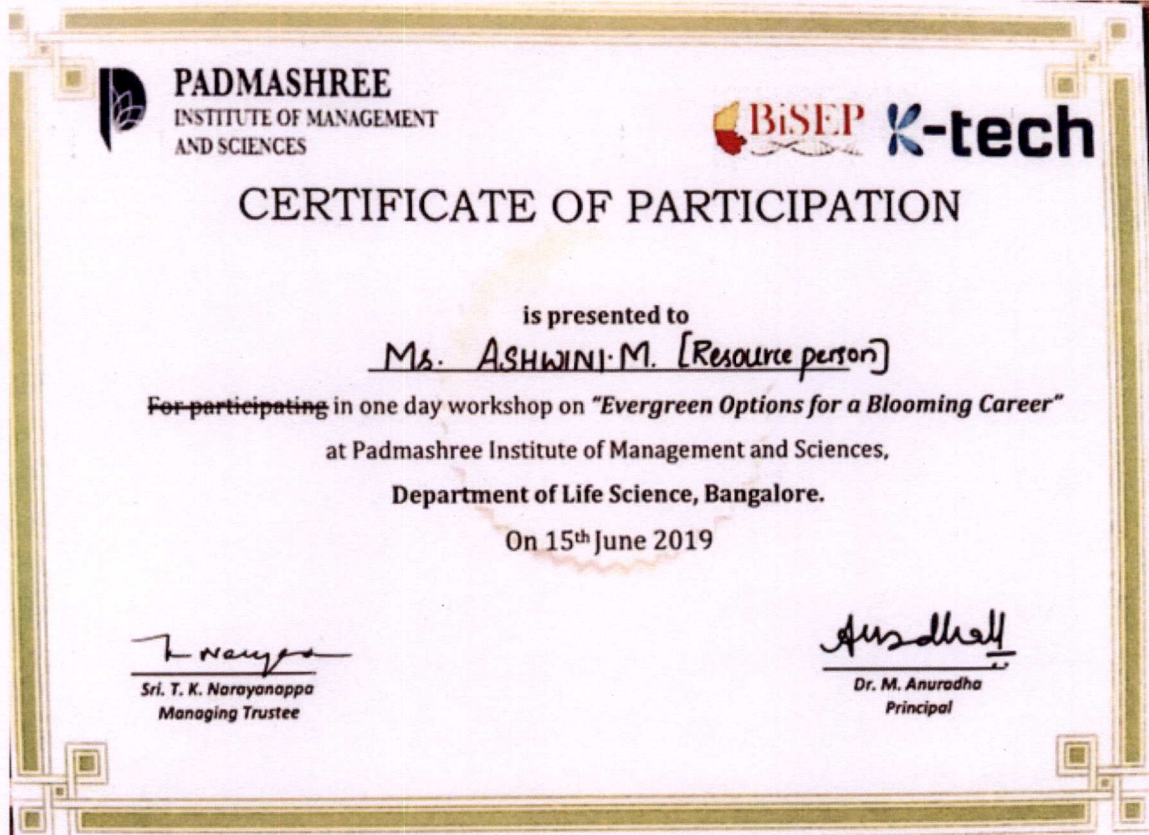 PADMASHREE
INSTITUTE OF MANAGEMENT
AND SCIENCES
BiSEP K-tech
CERTIFICATE OF PARTICIPATION
is presented to
Ms. ASHWINI.M. [Resource person]
For participating in one day workshop on "Evergreen Options for a Blooming Career"
at Padmashree Institute of Management and Sciences,
Department of Life Science, Bangalore.
On 15th June 2019
Sri. T. K. Narayanappa
Managing Trustee
Dr. M. Anuradha
Principal